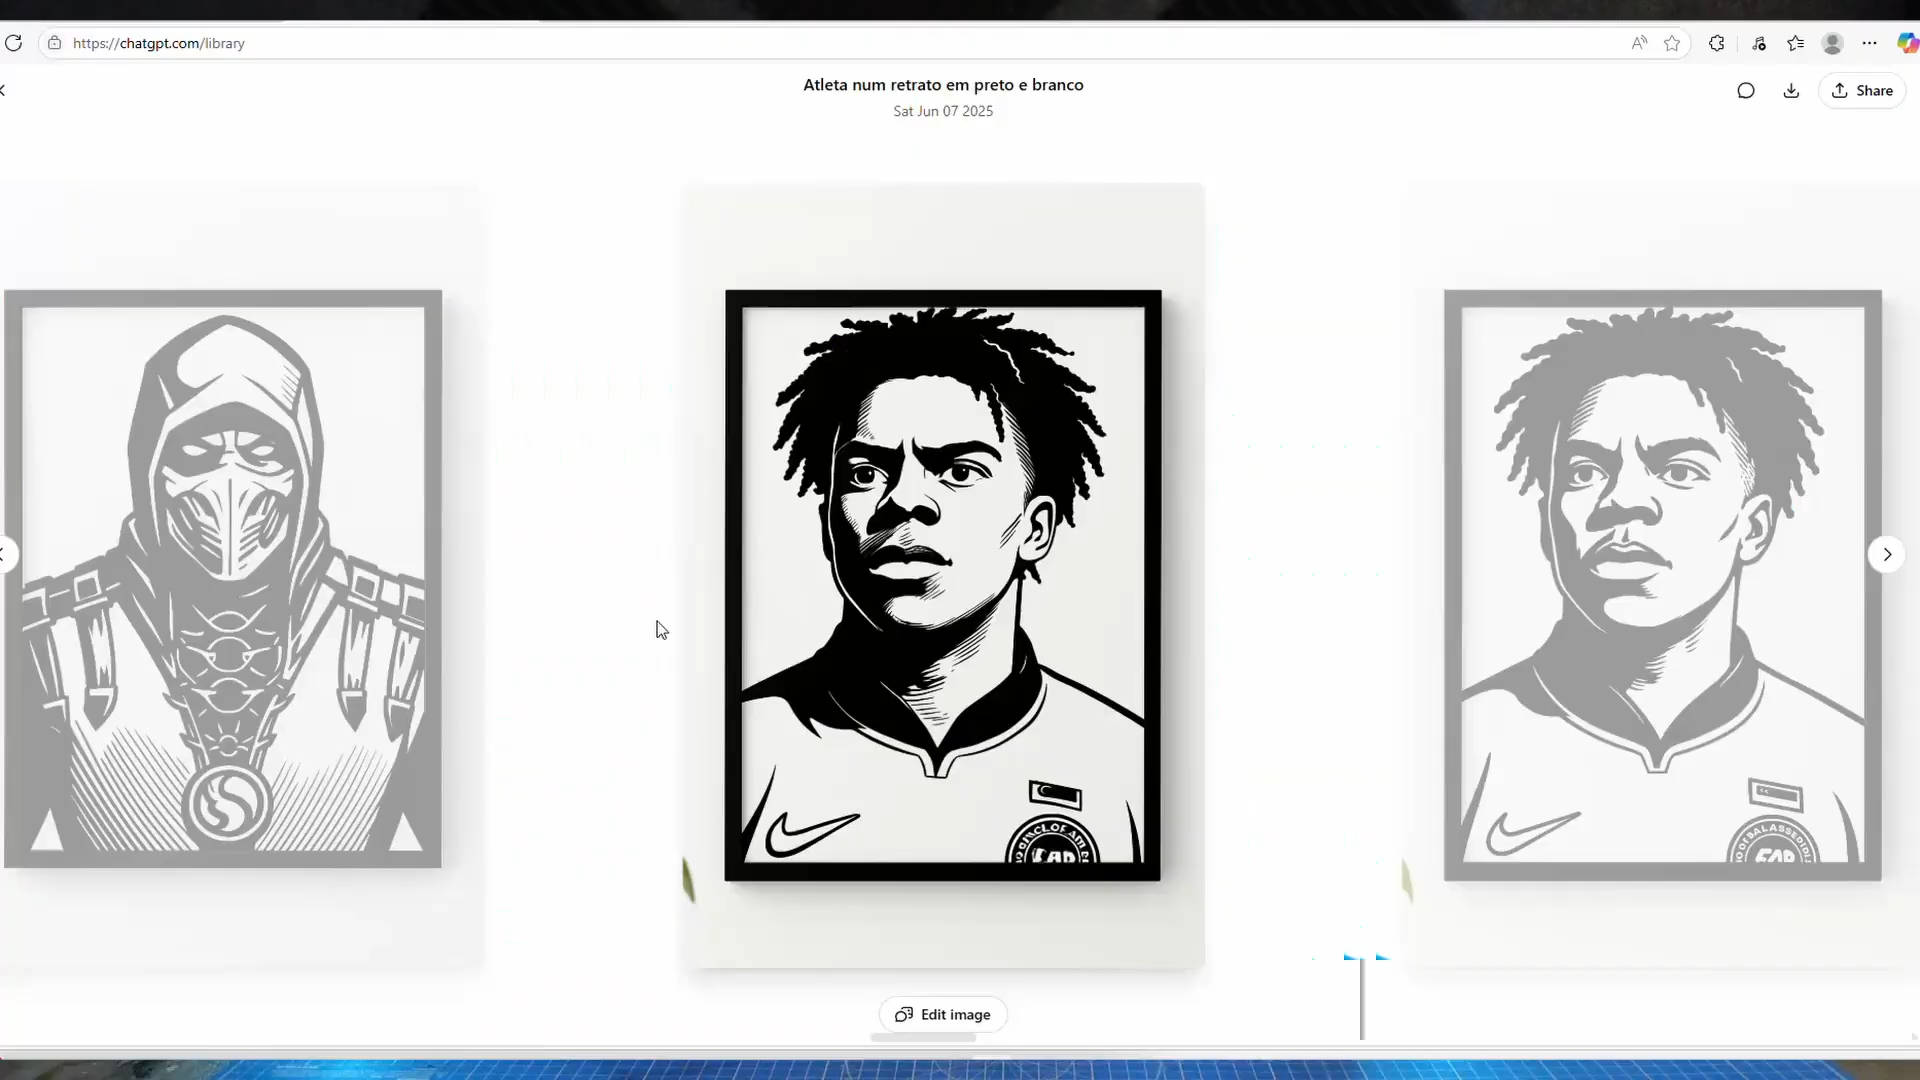 https://chatgpt.com/library
Atleta num retrato em preto e branco
Sat Jun 07 2025
Share
Edit image